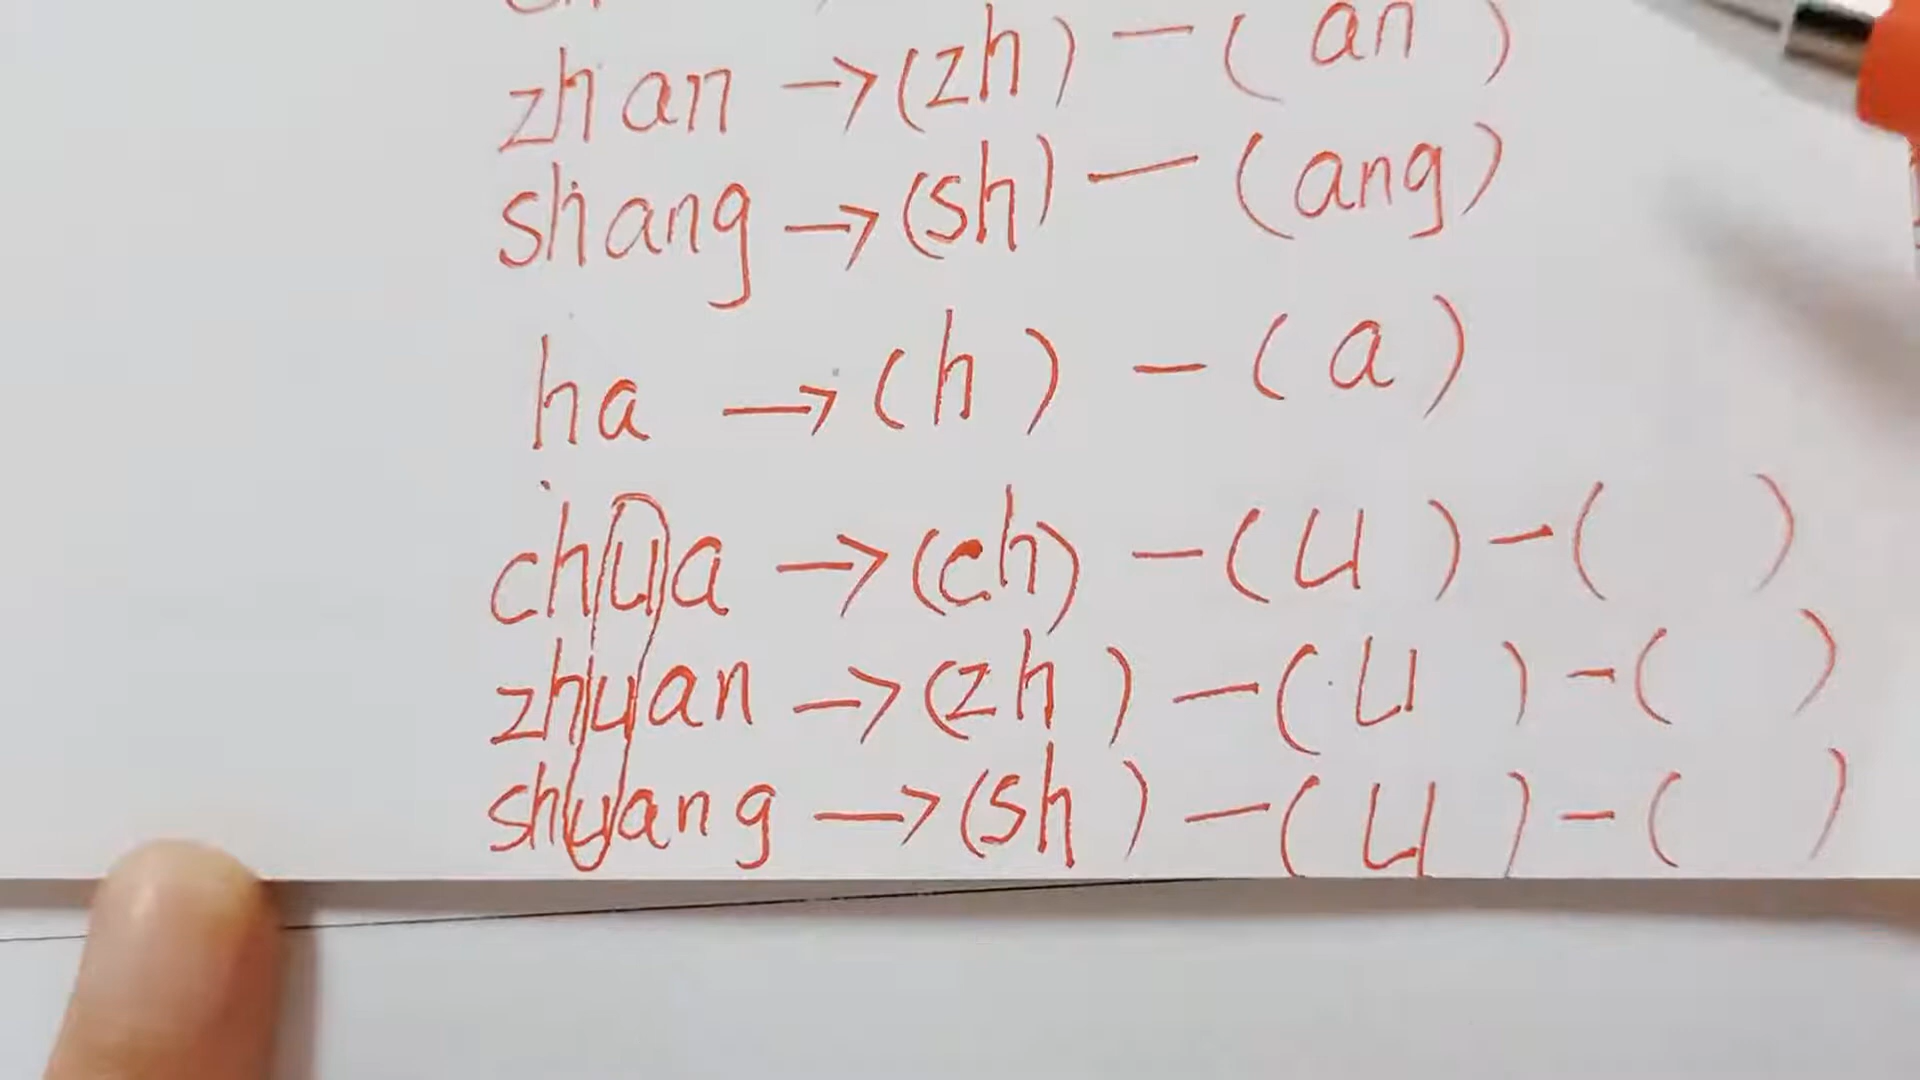 zhan → (zh) - (an)
shang → (sh) - (ang)
ha → (h) - (a)
chua → (ch) - (u) - ( )
zhuan → (zh) - (u) - ( )
shuang → (sh) - (u) - ( )